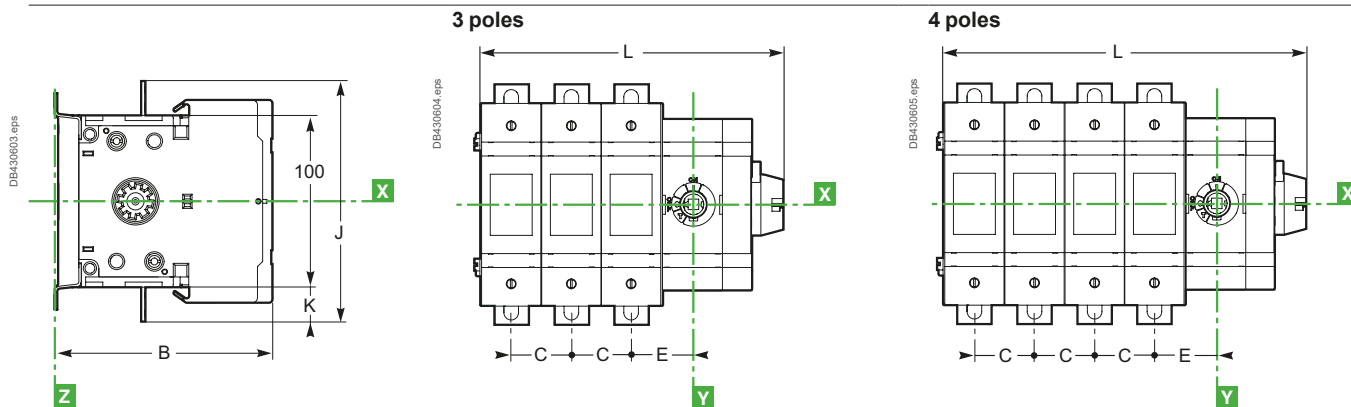 3 poles
4 poles
DB430603.eps
100
J
K
B
X
Z
DB430604.eps
L
X
C
C
E
Y
DB430605.eps
L
X
C
C
C
E
Y